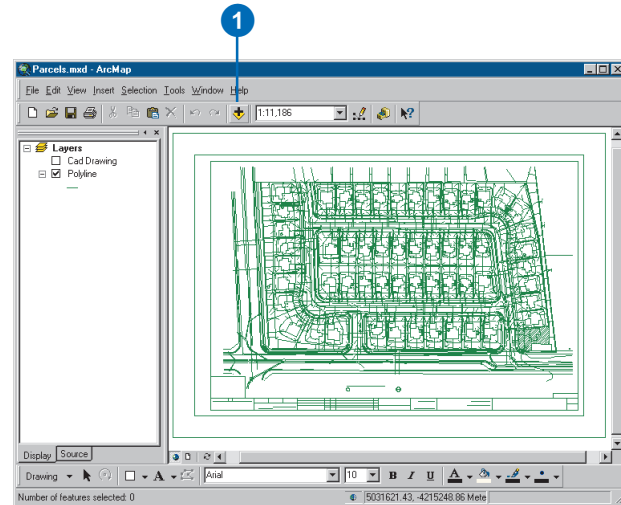 1
Parcels.mxd - ArcMap
File Edit View Insert Selection Tools Window Help
1:11,186
Layers
Cad Drawing
Polyline
Display Source
Drawing A Arial 10 B I U A
Number of features selected: 0 5031621.43, -4215248.86 Mete